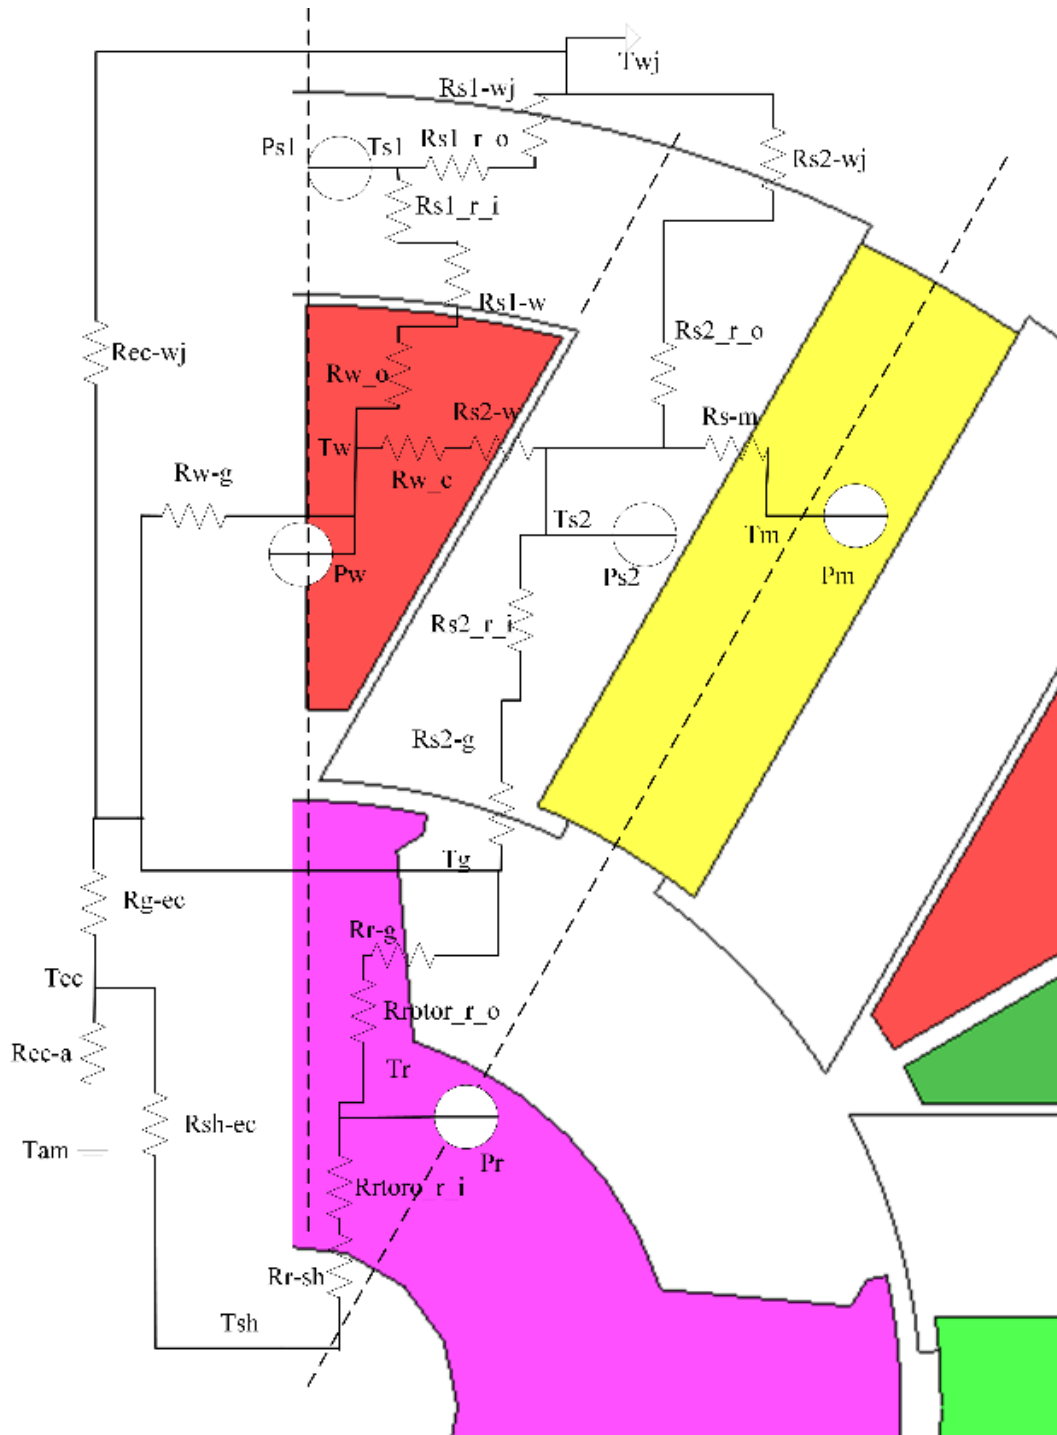 Twj
Rs1-wj
Ps1
Ts1
Rs1_r_o
Rs2-wj
Rs1_r_i
Rs1-w
Rs2_r_o
Rec-wj
Rw_o
Rs2-w
Rs-m
Tw
Rw-g
Rw_c
Ts2
Tm
Pw
Ps2
Pm
Rs2_r_i
Rs2-g
Tg
Rg-ec
Rr-g
Tec
Rrotor_r_o
Rec-a
Tr
Rsh-ec
Tam
Pr
Rrtoro_r_i
Rr-sh
Tsh